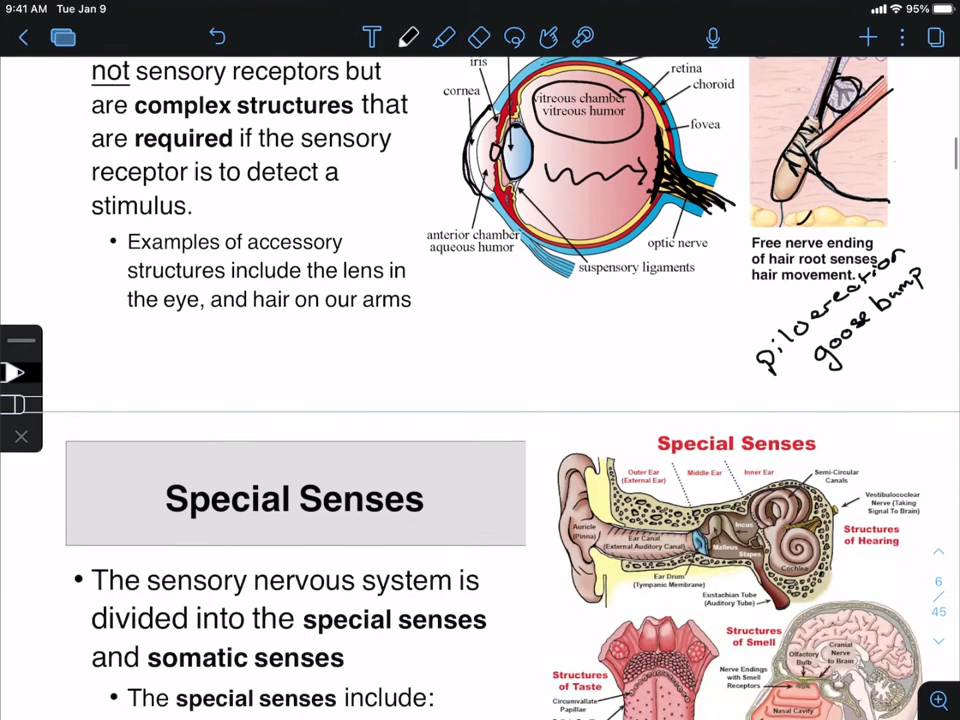 9:41 AM Tue Jan 9
95%
not sensory receptors but
are complex structures that
are required if the sensory
receptor is to detect a
stimulus.
• Examples of accessory
structures include the lens in
the eye, and hair on our arms
iris
cornea
vitreous chamber
vitreous humor
retina
choroid
fovea
anterior chamber
aqueous humor
optic nerve
suspensory ligaments
Free nerve ending
of hair root senses
hair movement.
piloerection
goosebump
Special Senses
• The sensory nervous system is
divided into the special senses
and somatic senses
• The special senses include:
Special Senses
Outer Ear
(External Ear)
Middle Ear
Inner Ear
Semi-Circular
Canals
Vestibulocochlear
Nerve (Taking
Signal To Brain)
Structures
of Hearing
Auricle
(Pinna)
Ear Canal
(External Auditory Canal)
Incus
Malleus
Stapes
Cochlea
Ear Drum
(Tympanic Membrane)
Eustachian Tube
(Auditory Tube)
Structures
of Smell
Olfactory
Bulb
Cranial
Nerve
to Brain
Nerve Endings
with Smell
Receptors
Nasal Cavity
Structures
of Taste
Circumvallate
Papillae
6
/
45